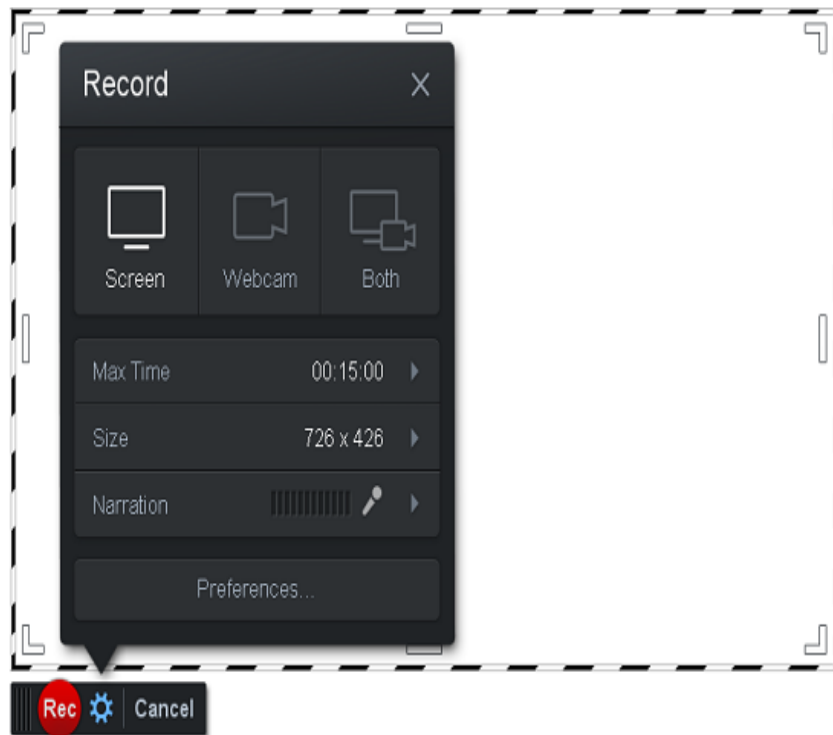 Record
Screen Webcam Both
Max Time 00:15:00
Size 726 x 426
Narration
Preferences...
Rec Cancel